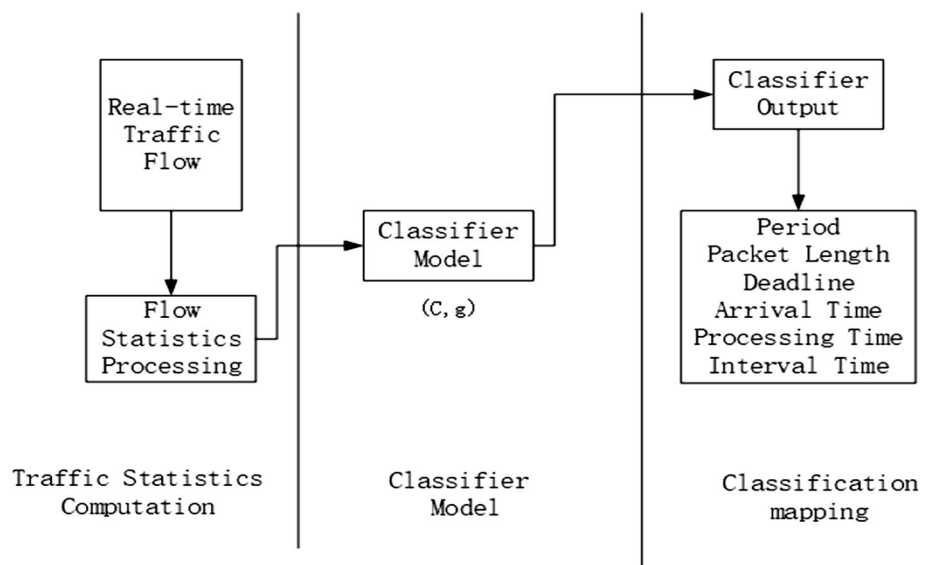 Real-time
Traffic
Flow
Flow
Statistics
Processing
Traffic Statistics
Computation
Classifier
Model
(C,g)
Classifier
Model
Classifier
Output
Period
Packet Length
Deadline
Arrival Time
Processing Time
Interval Time
Classification
mapping